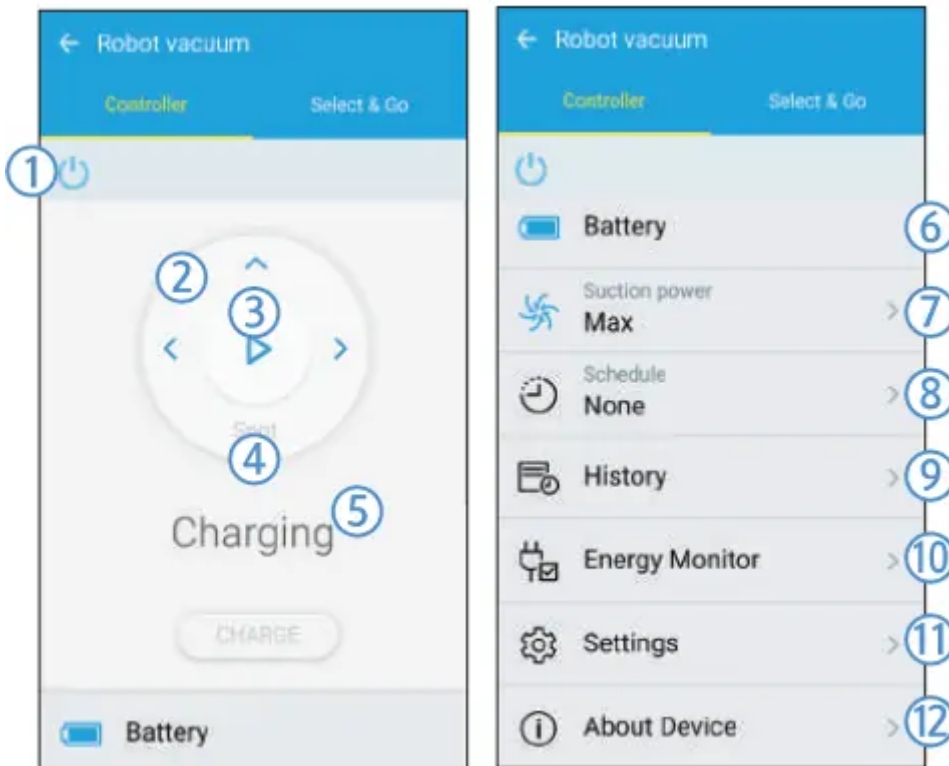 ← Robot vacuum
Controller Select & Go
①
②
③
Spot
④
Charging ⑤
CHARGE
Battery
← Robot vacuum
Controller Select & Go
Battery ⑥
Suction power
Max ⑦
Schedule
None ⑧
History ⑨
Energy Monitor ⑩
Settings ⑪
About Device ⑫